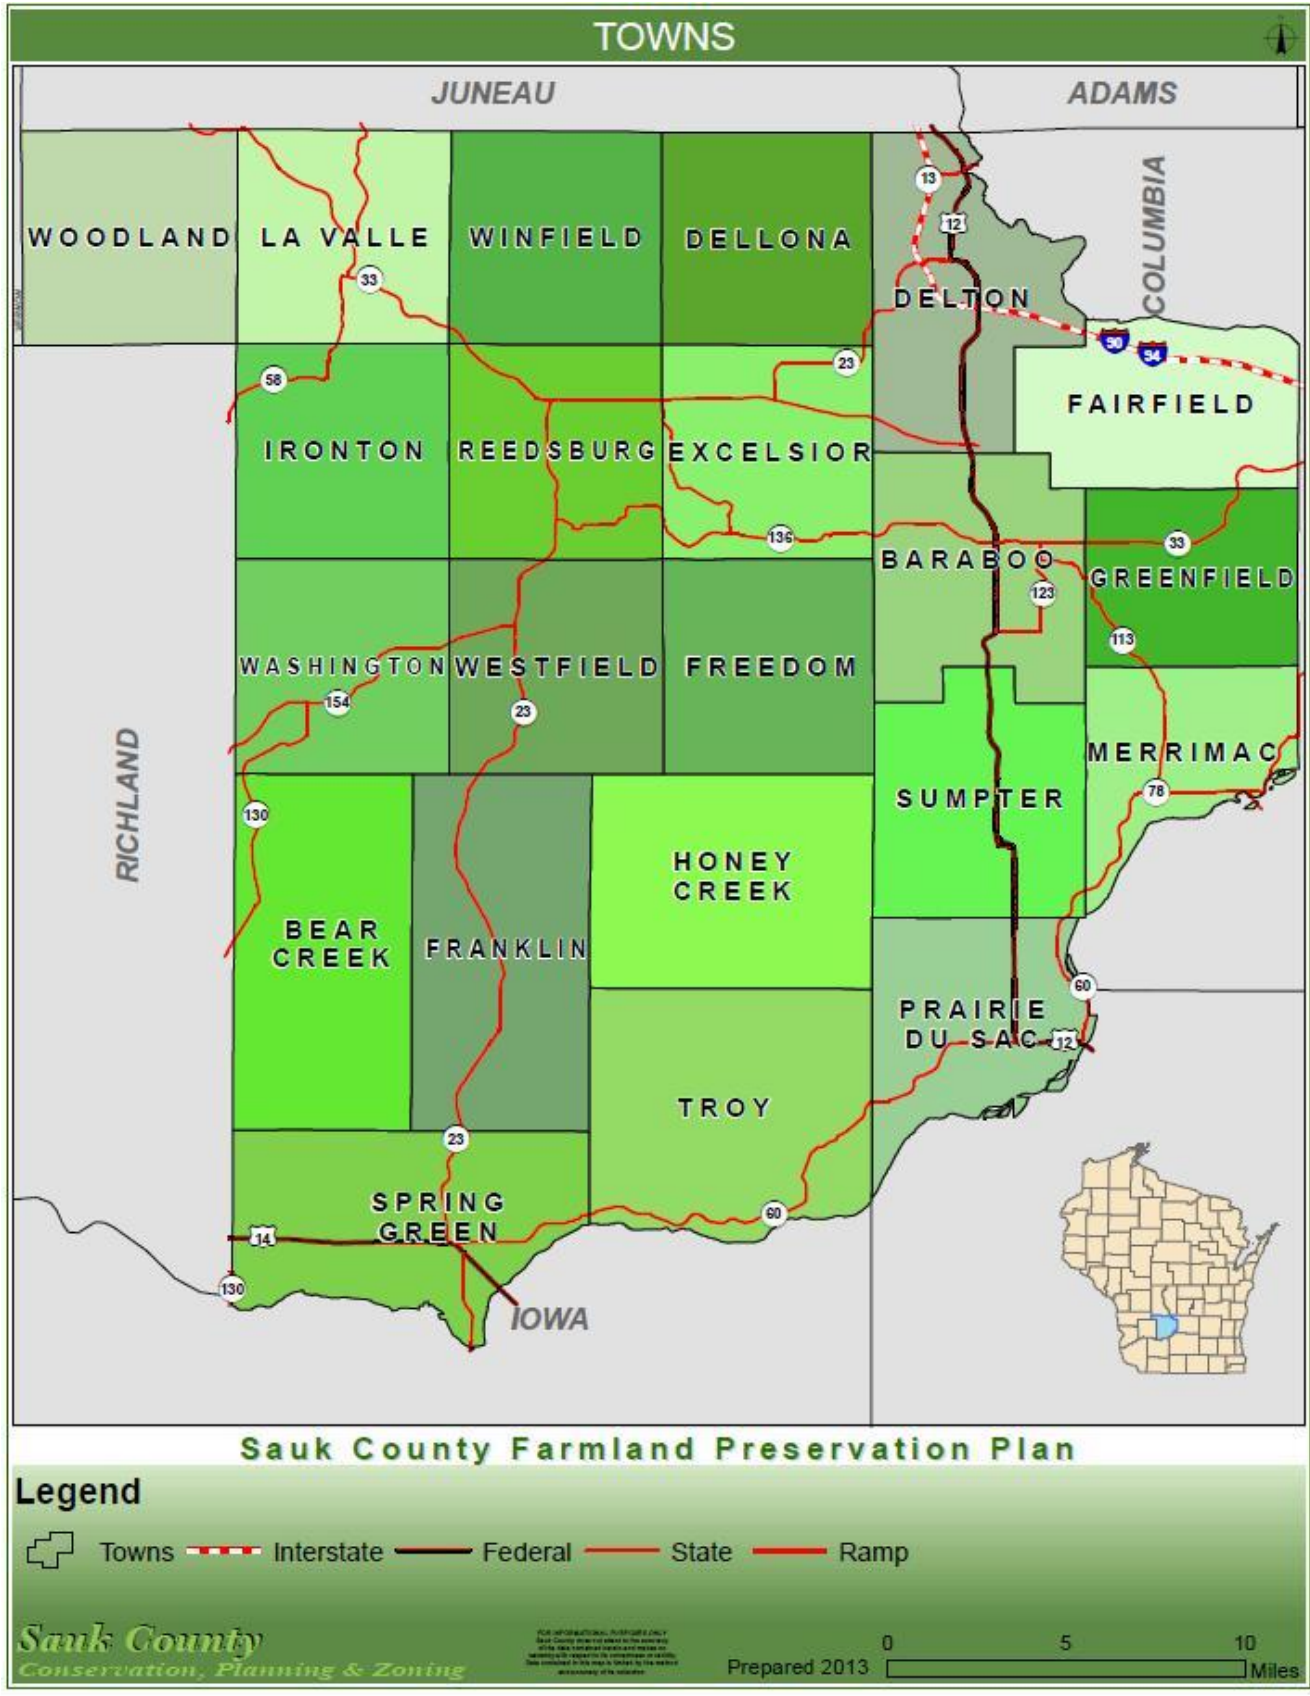 TOWNS
JUNEAU
ADAMS
COLUMBIA
13
12
WOODLAND
LA VALLE
WINFIELD
DELLONA
33
DELTON
90
94
23
58
FAIRFIELD
IRONTON
REEDSBURG
EXCELSIOR
136
33
BARABOO
GREENFIELD
123
113
WASHINGTON
WESTFIELD
FREEDOM
154
23
RICHLAND
MERRIMAC
78
SUMPTER
130
HONEY
CREEK
BEAR
CREEK
FRANKLIN
60
PRAIRIE
DU SAC
12
TROY
23
SPRING
GREEN
60
14
130
IOWA
Sauk County Farmland Preservation Plan
Legend
Towns
Interstate
Federal
State
Ramp
Sauk County
Conservation, Planning & Zoning
FOR INFORMATIONAL PURPOSES ONLY
Prepared 2013
0 5 10
Miles